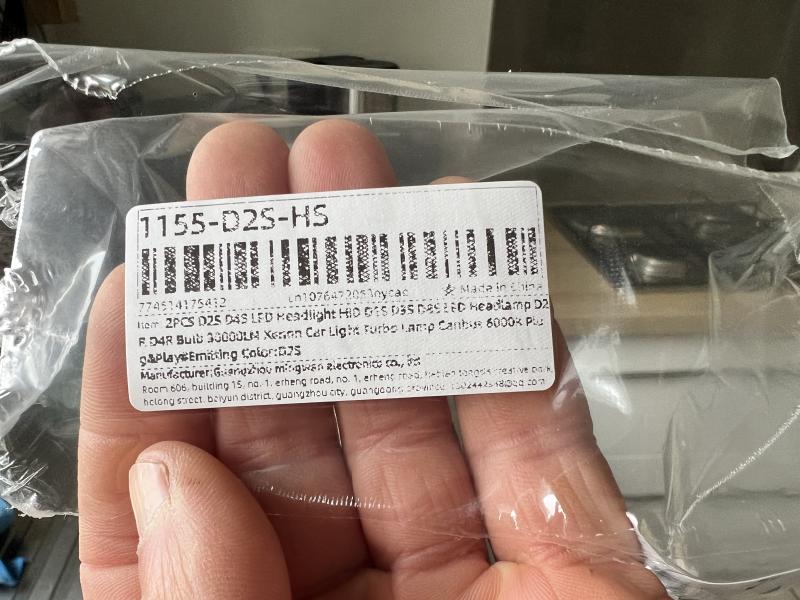 1155-D2S-HS
774514175432
Made in China
Item: 2PCS D2S D4S LED Headlight HID D1S D3S D8S LED Headlamp D2
R D4R Bulb 30000LM Xenon Car Light Turbo Lamp Canbus 6000K Plu
g&Play#Emitting Color:D2S
Manufacturer:Guangzhou mingwan electronics co., ltd
Room 606, building 15, no. 1, erheng road, no. 1, erheng road, creative park,
helong street, baiyun district, guangzhou city, guangdong province